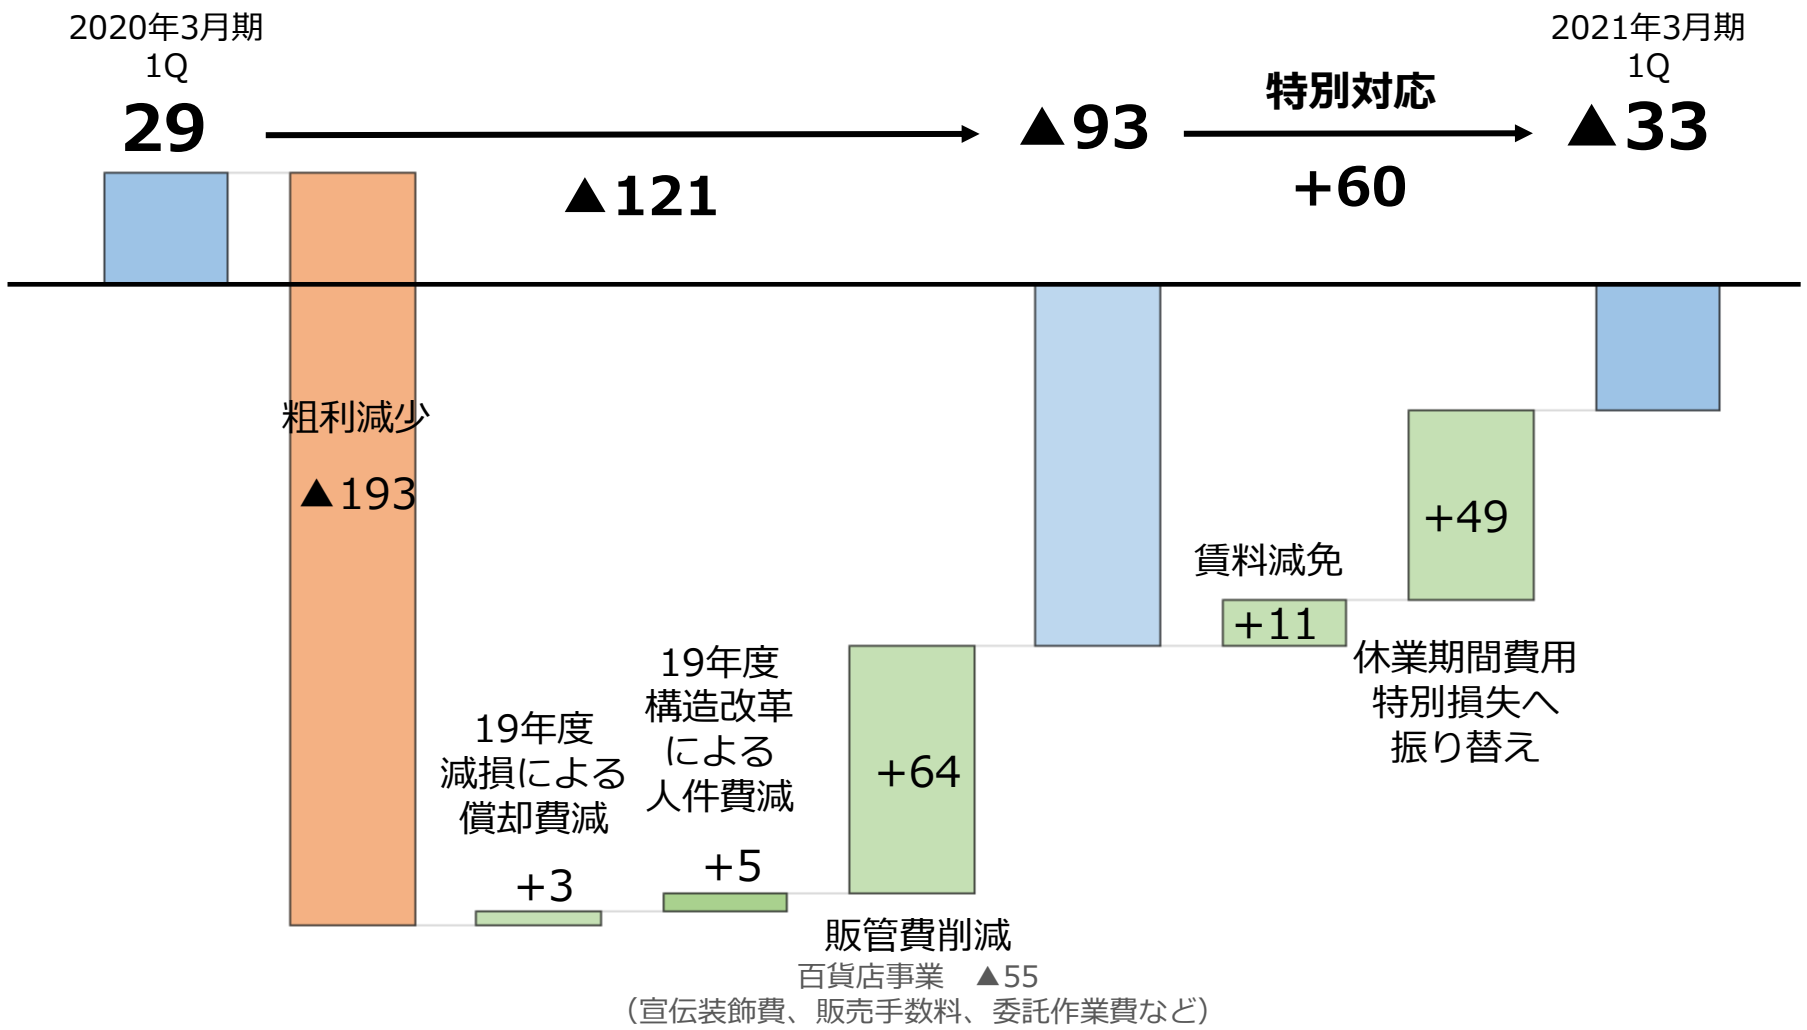 2020年3月期
1Q
29
▲121
▲93
特別対応
+60
2021年3月期
1Q
▲33
粗利減少
▲193
19年度
減損による
償却費減
+3
19年度
構造改革
による
人件費減
+5
+64
販管費削減
百貨店事業　▲55
（宣伝装飾費、販売手数料、委託作業費など）
賃料減免
+11
+49
休業期間費用
特別損失へ
振り替え